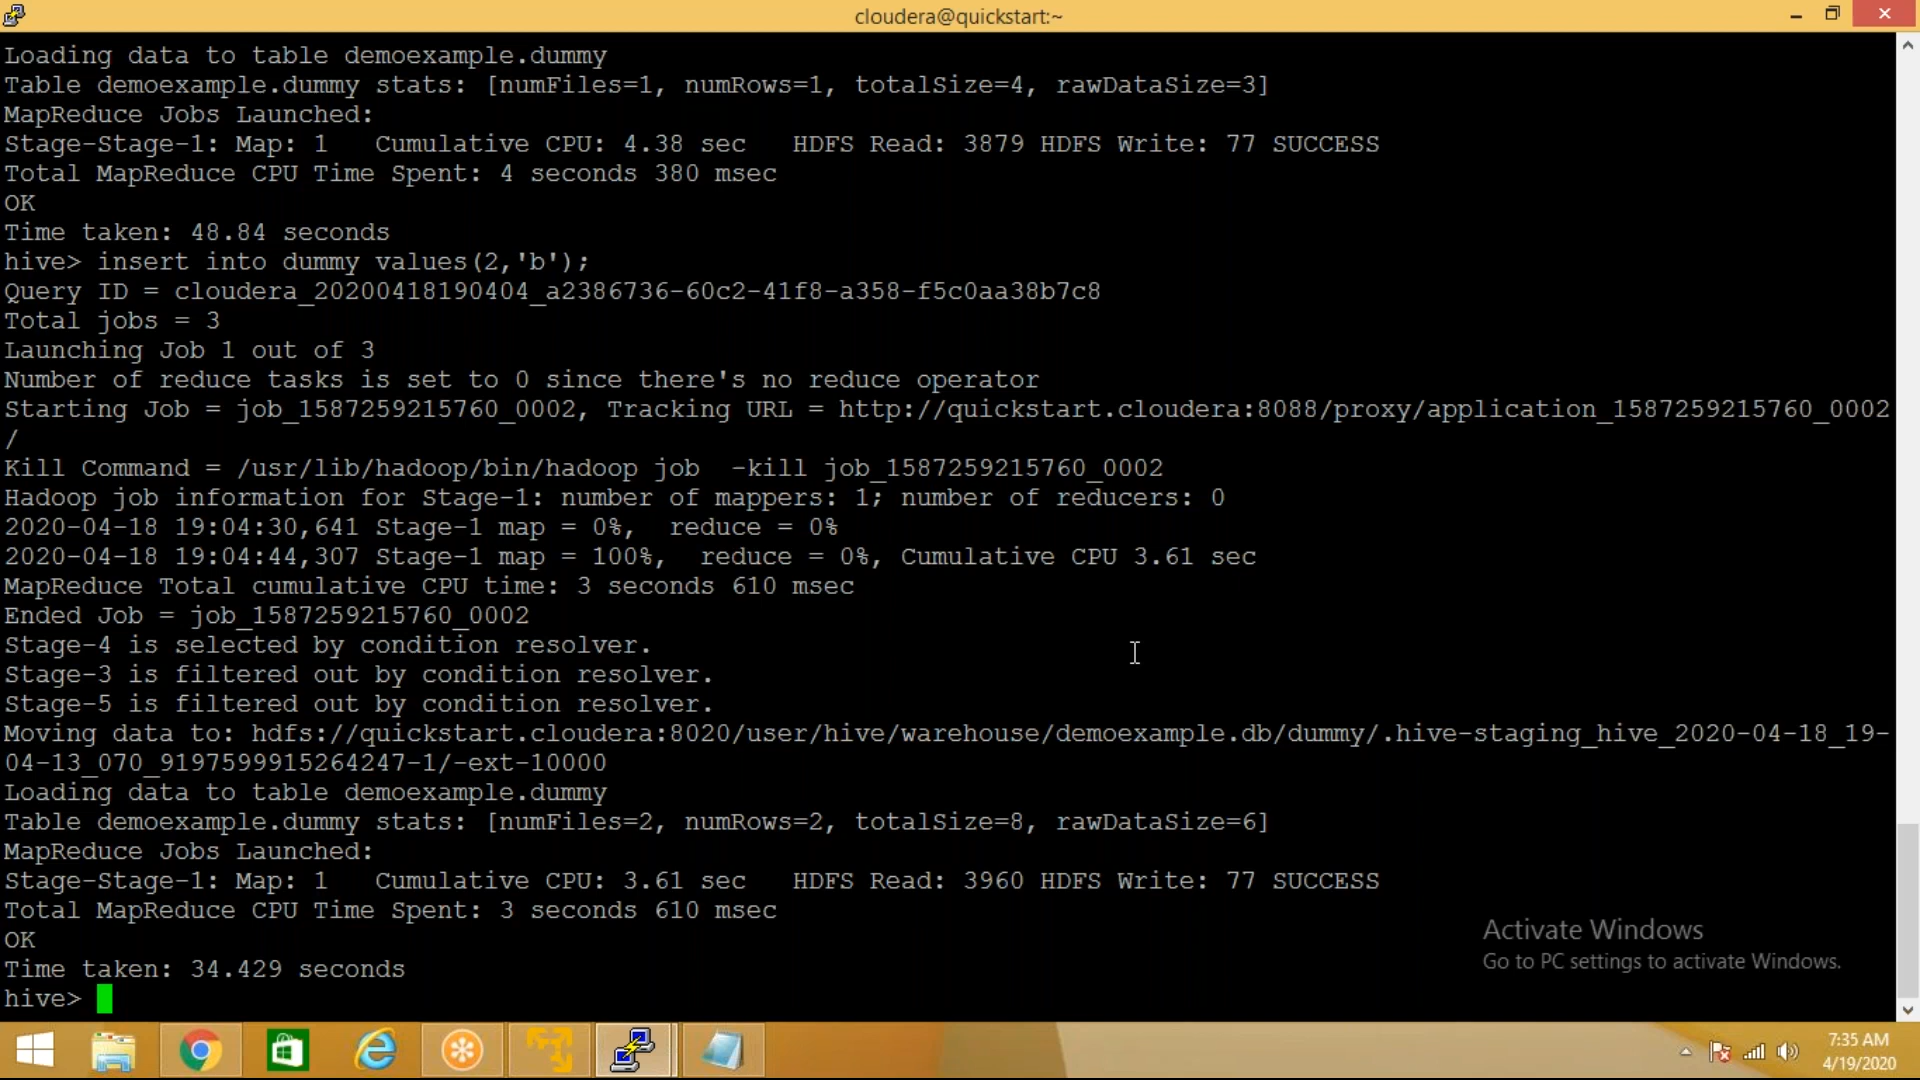 cloudera@quickstart:~
Loading data to table demoexample.dummy
Table demoexample.dummy stats: [numFiles=1, numRows=1, totalSize=4, rawDataSize=3]
MapReduce Jobs Launched:
Stage-Stage-1: Map: 1   Cumulative CPU: 4.38 sec   HDFS Read: 3879 HDFS Write: 77 SUCCESS
Total MapReduce CPU Time Spent: 4 seconds 380 msec
OK
Time taken: 48.84 seconds
hive> insert into dummy values(2,'b');
Query ID = cloudera_20200418190404_a2386736-60c2-41f8-a358-f5c0aa38b7c8
Total jobs = 3
Launching Job 1 out of 3
Number of reduce tasks is set to 0 since there's no reduce operator
Starting Job = job_1587259215760_0002, Tracking URL = http://quickstart.cloudera:8088/proxy/application_1587259215760_0002
/
Kill Command = /usr/lib/hadoop/bin/hadoop job  -kill job_1587259215760_0002
Hadoop job information for Stage-1: number of mappers: 1; number of reducers: 0
2020-04-18 19:04:30,641 Stage-1 map = 0%,  reduce = 0%
2020-04-18 19:04:44,307 Stage-1 map = 100%,  reduce = 0%, Cumulative CPU 3.61 sec
MapReduce Total cumulative CPU time: 3 seconds 610 msec
Ended Job = job_1587259215760_0002
Stage-4 is selected by condition resolver.
Stage-3 is filtered out by condition resolver.
Stage-5 is filtered out by condition resolver.
Moving data to: hdfs://quickstart.cloudera:8020/user/hive/warehouse/demoexample.db/dummy/.hive-staging_hive_2020-04-18_19-
04-13_070_9197599915264247-1/-ext-10000
Loading data to table demoexample.dummy
Table demoexample.dummy stats: [numFiles=2, numRows=2, totalSize=8, rawDataSize=6]
MapReduce Jobs Launched:
Stage-Stage-1: Map: 1   Cumulative CPU: 3.61 sec   HDFS Read: 3960 HDFS Write: 77 SUCCESS
Total MapReduce CPU Time Spent: 3 seconds 610 msec
OK
Time taken: 34.429 seconds
hive>
Activate Windows
Go to PC settings to activate Windows.
7:35 AM
4/19/2020